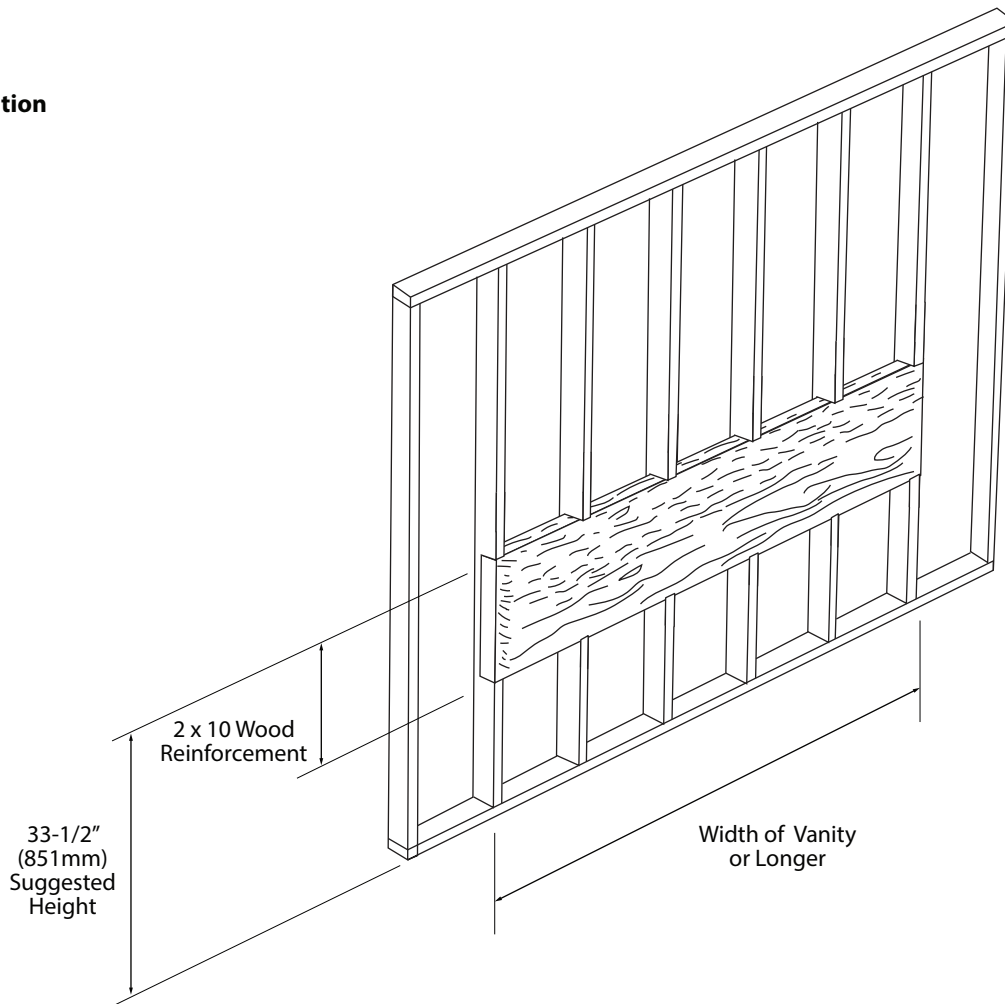 tion
2 x 10 Wood
Reinforcement
33-1/2"
(851mm)
Suggested
Height
Width of Vanity
or Longer